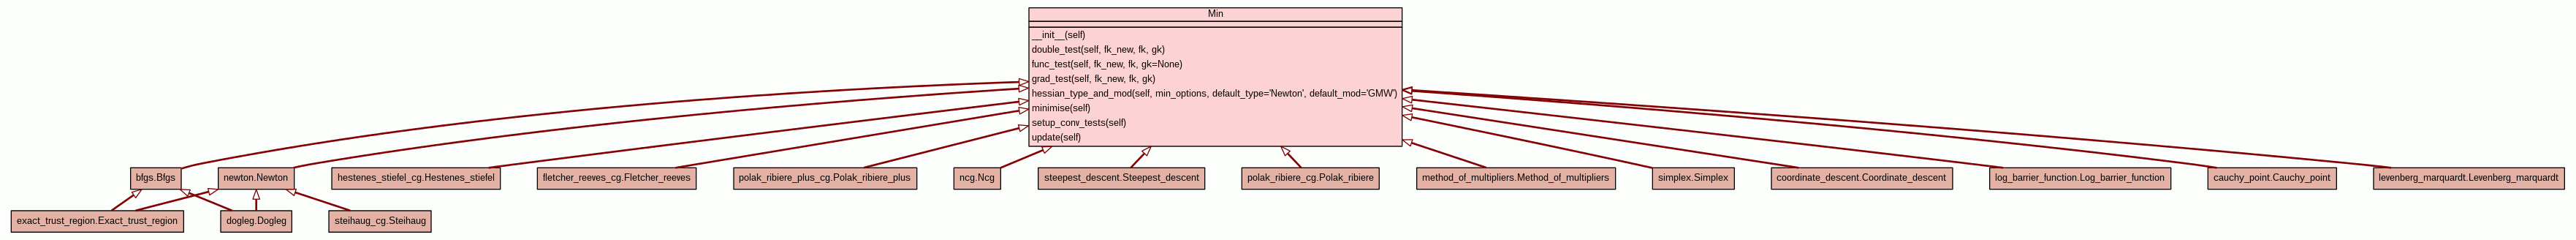 Min
__init__(self)
double_test(self, fk_new, fk, gk)
func_test(self, fk_new, fk, gk=None)
grad_test(self, fk_new, fk, gk)
hessian_type_and_mod(self, min_options, default_type='Newton', default_mod='GMW')
minimise(self)
setup_conv_tests(self)
update(self)
bfgs.Bfgs
newton.Newton
hestenes_stiefel_cg.Hestenes_stiefel
fletcher_reeves_cg.Fletcher_reeves
polak_ribiere_plus_cg.Polak_ribiere_plus
ncg.Ncg
steepest_descent.Steepest_descent
polak_ribiere_cg.Polak_ribiere
method_of_multipliers.Method_of_multipliers
simplex.Simplex
coordinate_descent.Coordinate_descent
log_barrier_function.Log_barrier_function
cauchy_point.Cauchy_point
levenberg_marquardt.Levenberg_marquardt
exact_trust_region.Exact_trust_region
dogleg.Dogleg
steihaug_cg.Steihaug